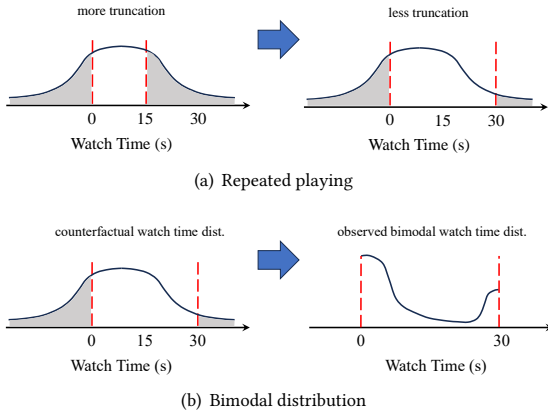 more truncation
less truncation
0 15 30
0 15 30
Watch Time (s)
Watch Time (s)
(a) Repeated playing
counterfactual watch time dist.
observed bimodal watch time dist.
0 15 30
0 30
Watch Time (s)
Watch Time (s)
(b) Bimodal distribution